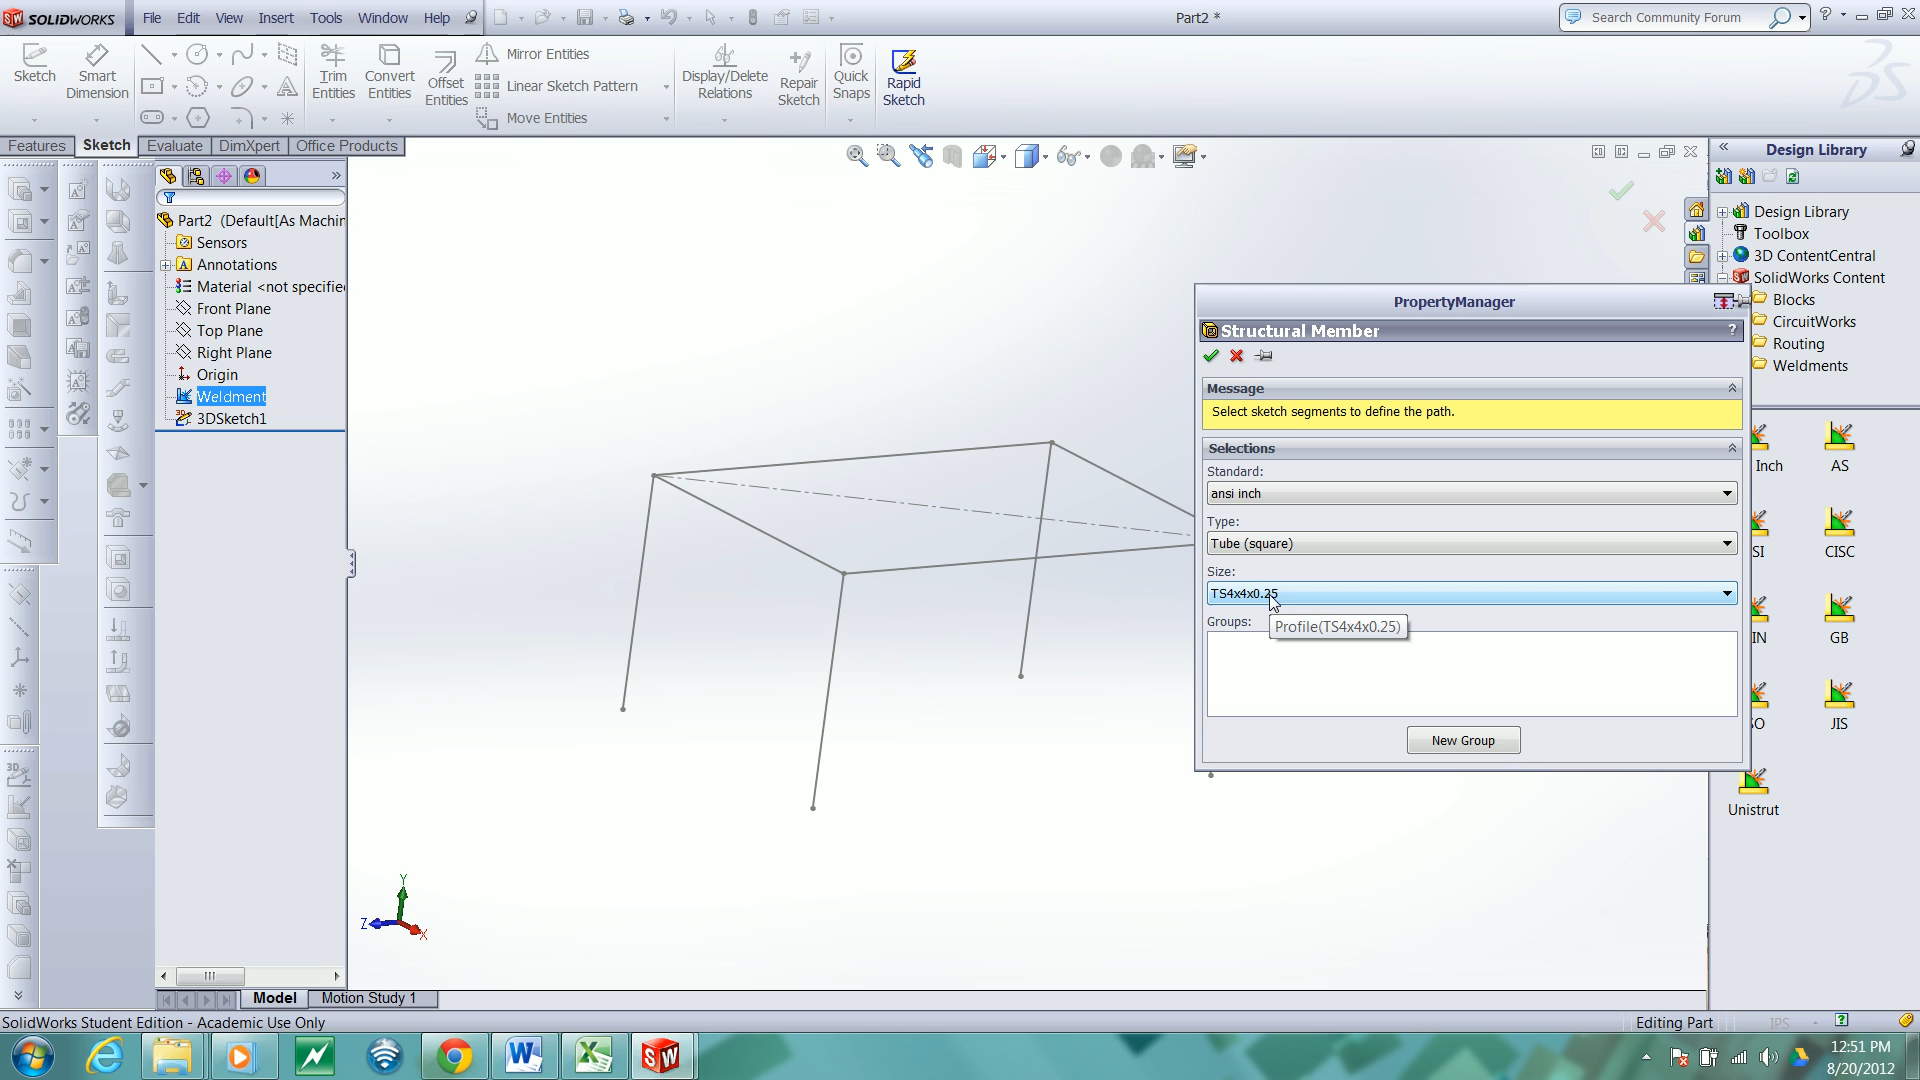 SOLIDWORKS File Edit View Insert Tools Window Help Part2 * Search Community Forum
Sketch Smart Dimension Trim Entities Convert Entities Offset Entities Mirror Entities Linear Sketch Pattern Move Entities Display/Delete Relations Repair Sketch Quick Snaps Rapid Sketch
Features Sketch Evaluate DimXpert Office Products
Part2 (Default[As Machin
Sensors
Annotations
Material <not specifie
Front Plane
Top Plane
Right Plane
Origin
Weldment
3DSketch1
Design Library
Design Library
Toolbox
3D ContentCentral
SolidWorks Content
Blocks
CircuitWorks
Routing
Weldments
PropertyManager
Structural Member ?
Message
Select sketch segments to define the path.
Selections
Standard:
ansi inch
Type:
Tube (square)
Size:
TS4x4x0.25
Profile(TS4x4x0.25)
Groups:
New Group
Inch AS
SI CISC
IN GB
SO JIS
Unistrut
Y
Z
X
Model Motion Study 1
SolidWorks Student Edition - Academic Use Only Editing Part IPS
12:51 PM
8/20/2012